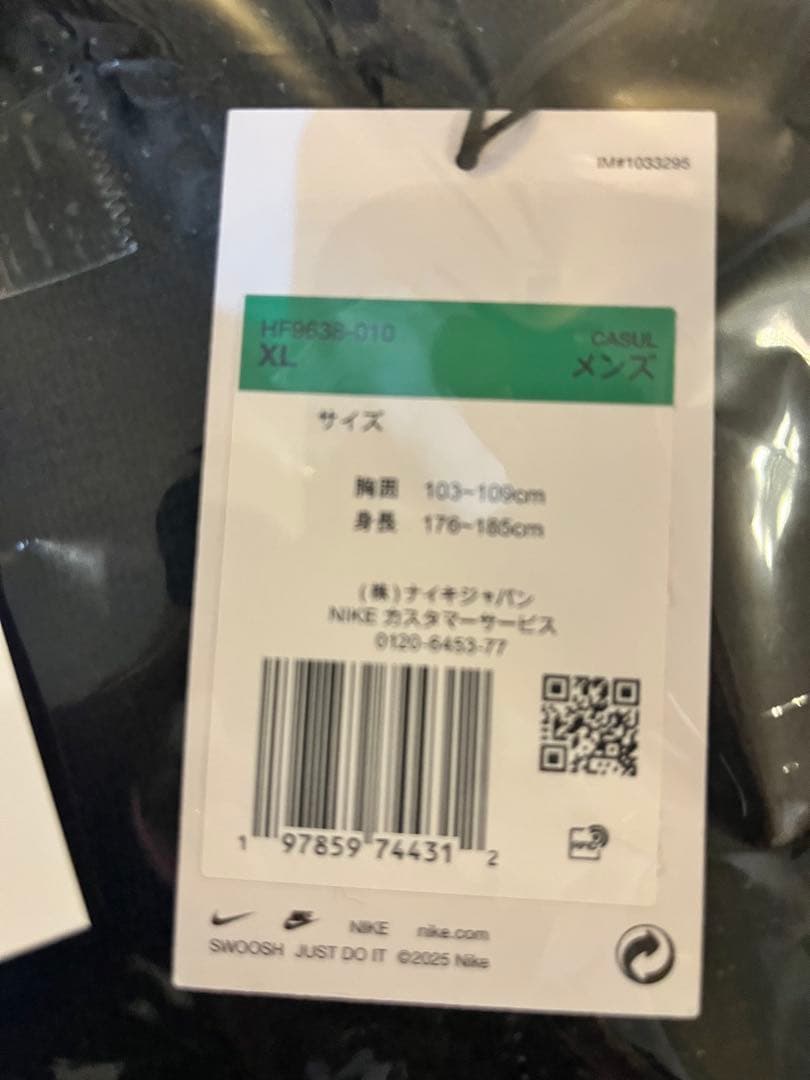 IM#1033295
HF9638-010
CASUL
XL
メンズ
サイズ
胸囲 103~109cm
身長 176~185cm
(株)ナイキジャパン
NIKE カスタマーサービス
0120-6453-77
1 97859 74431 2
NIKE nike.com
SWOOSH JUST DO IT ©2025 Nike